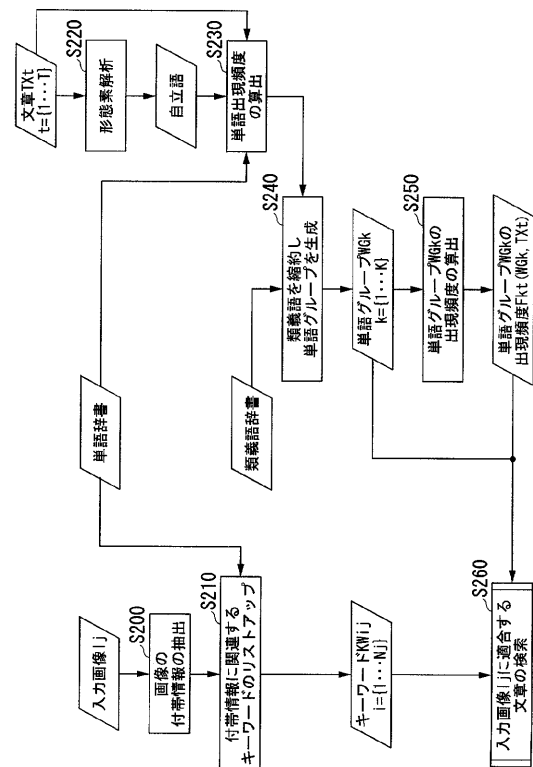 入力画像Ij
S200
画像の
付帯情報の抽出
S210
付帯情報に関連する
キーワードのリストアップ
キーワードKWij
i={1···Nj}
S260
入力画像Ijに適合する
文章の検索
単語辞書
類義語辞書
S240
類義語を縮約し
単語グループを生成
単語グループWGk
k={1···K}
S250
単語グループWGkの
出現頻度の算出
単語グループWGkの
出現頻度Fkt(WGk,TXt)
文章TXt
t={1···T}
S220
形態素解析
自立語
S230
単語出現頻度
の算出